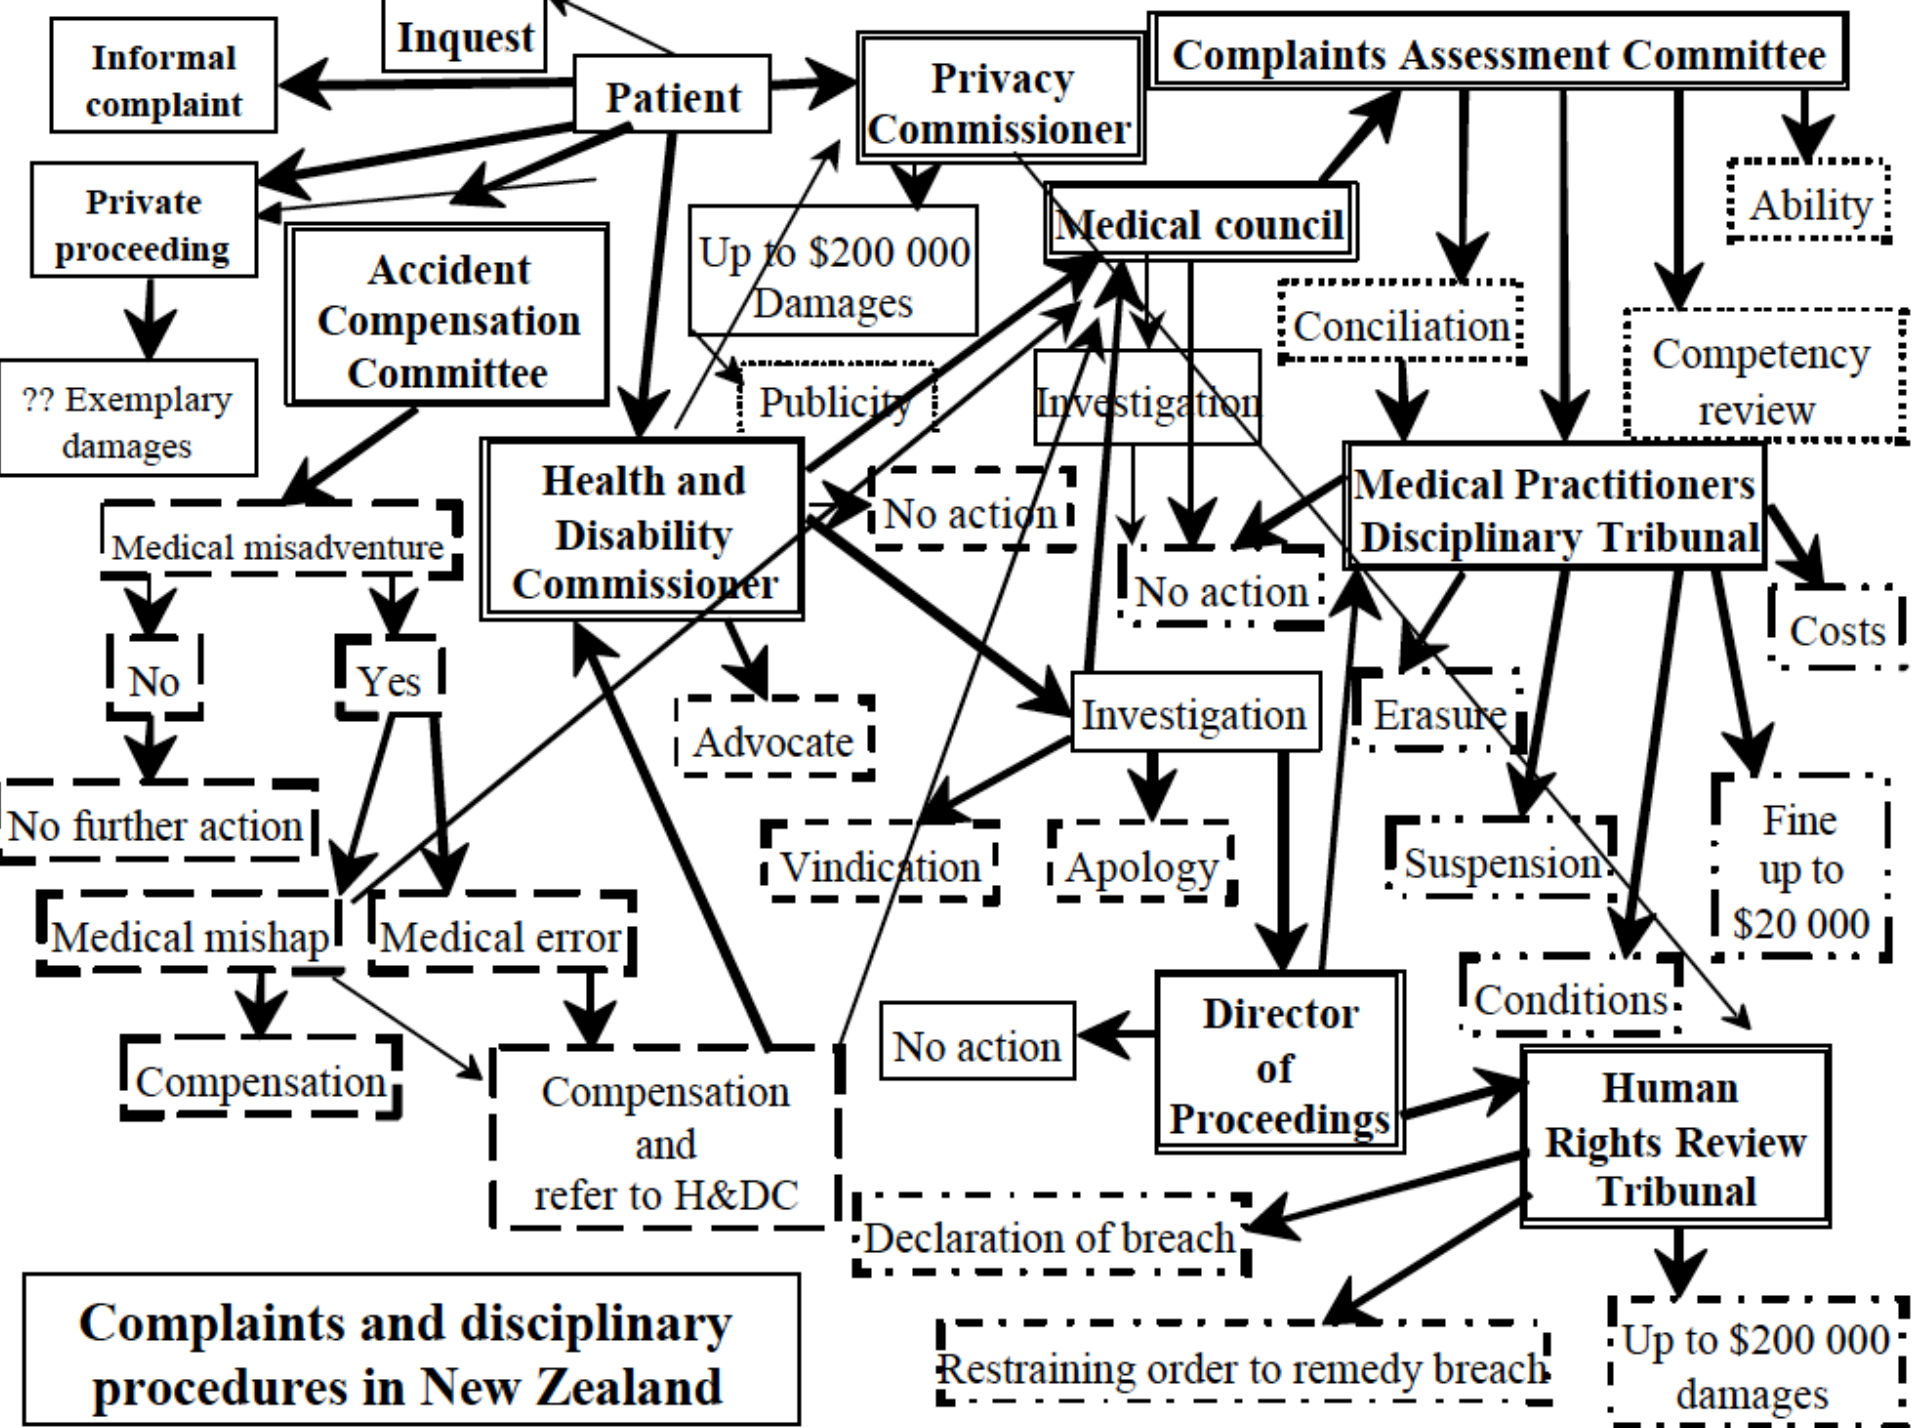 Inquest
Informal
complaint
Patient
Privacy
Commissioner
Complaints Assessment Committee
Private
proceeding
Accident
Compensation
Committee
Up to $200 000
Damages
Medical council
Ability
Conciliation
Competency
review
?? Exemplary
damages
Publicity
Investigation
Health and
Disability
Commissioner
No action
Medical Practitioners
Disciplinary Tribunal
Medical misadventure
No action
Costs
No
Yes
Advocate
Investigation
Erasure
No further action
Vindication
Apology
Suspension
Fine
up to
$20 000
Medical mishap
Medical error
Conditions
Compensation
Compensation
and
refer to H&DC
No action
Director
of
Proceedings
Human
Rights Review
Tribunal
Declaration of breach
Restraining order to remedy breach
Up to $200 000
damages
Complaints and disciplinary
procedures in New Zealand